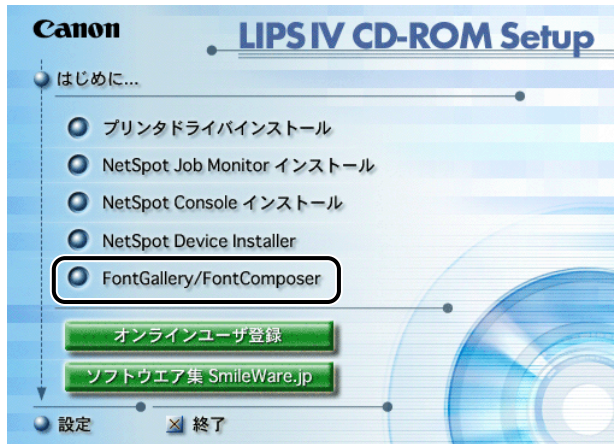 Canon
LIPS IV CD-ROM Setup
はじめに...
プリンタドライバインストール
NetSpot Job Monitor インストール
NetSpot Console インストール
NetSpot Device Installer
FontGallery/FontComposer
オンラインユーザ登録
ソフトウエア集 SmileWare.jp
設定
終了